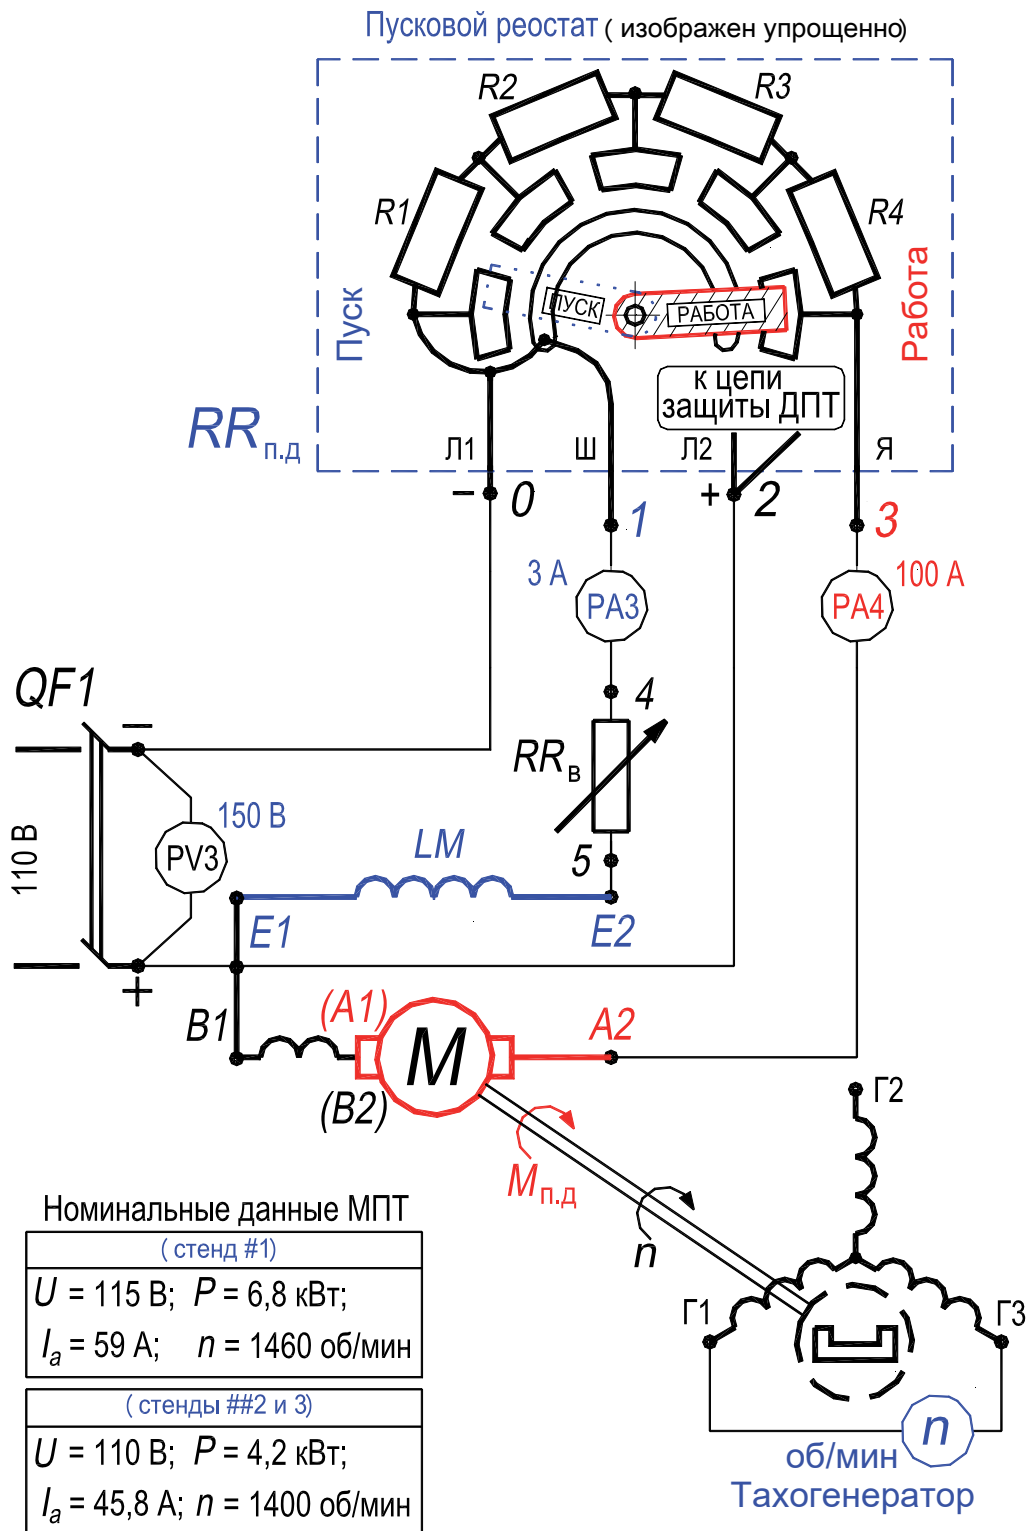 Пусковой реостат ( изображен упрощенно)
R2
R3
R1
R4
Пуск
ПУСК
РАБОТА
Работа
к цепи
защиты ДПТ
RR п.д
Л1
Ш
Л2
Я
− 0
1
+ 2
3
3 А
PA3
PA4
100 А
QF1
−
4
RR в
110 В
150 В
PV3
LM
5
E1
E2
+
B1
(A1)
M
A2
(B2)
Г2
M п.д
n
Номинальные данные МПТ
( стенд #1)
U = 115 В; P = 6,8 кВт;
Ia = 59 А; n = 1460 об/мин
( стенды ##2 и 3)
U = 110 В; P = 4,2 кВт;
Ia = 45,8 А; n = 1400 об/мин
Г1
Г3
n
об/мин
Тахогенератор